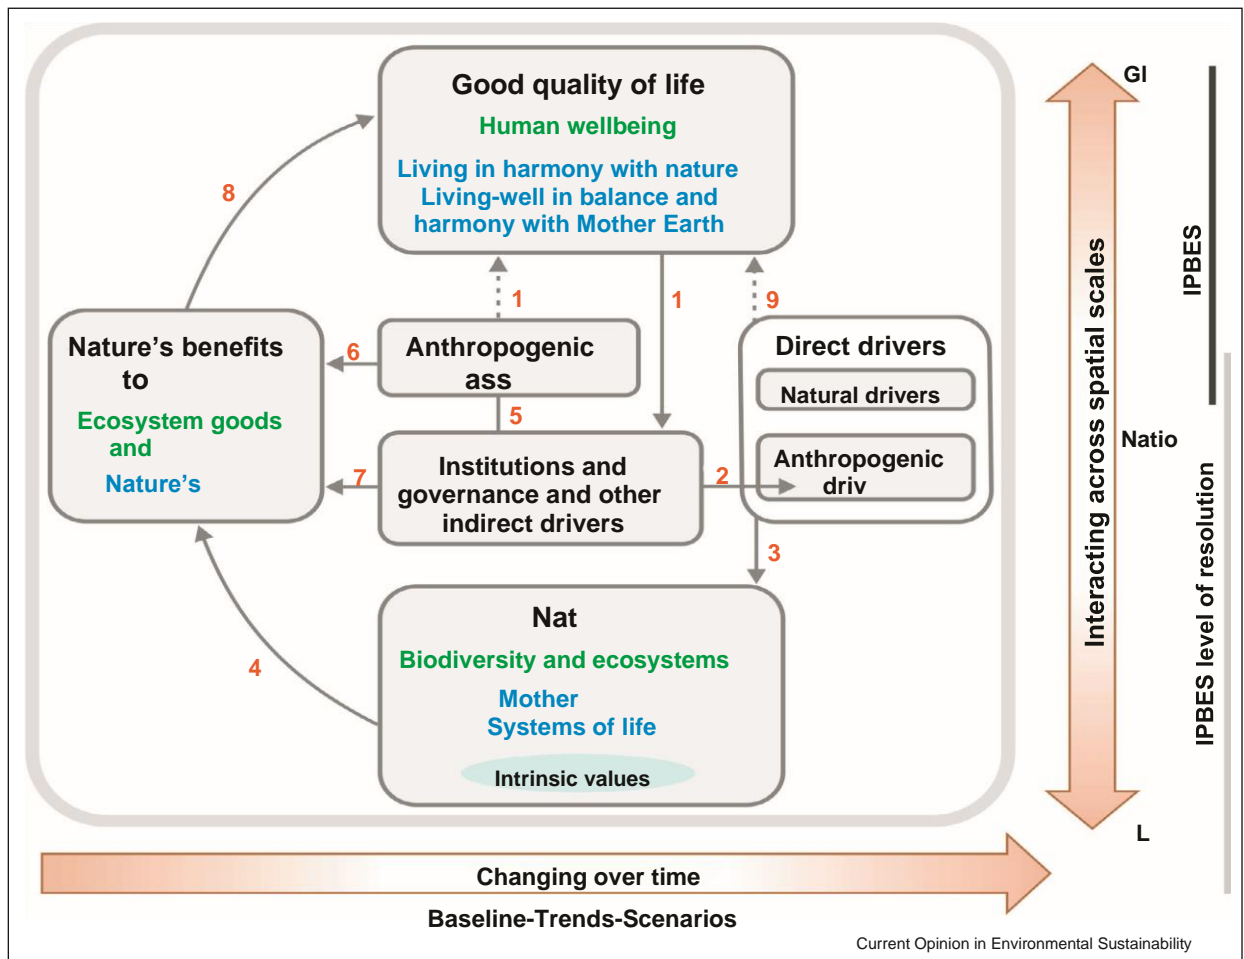 Good quality of life
Human wellbeing
Living in harmony with nature
Living-well in balance and
harmony with Mother Earth
8
1
1
9
Nature's benefits
to
Ecosystem goods
and
Nature's
6
Anthropogenic
ass
5
7
Institutions and
governance and other
indirect drivers
2
Direct drivers
Natural drivers
Anthropogenic
driv
3
4
Nat
Biodiversity and ecosystems
Mother
Systems of life
Intrinsic values
Changing over time
Baseline-Trends-Scenarios
Interacting across spatial scales
Gl
Natio
L
IPBES
IPBES level of resolution
Current Opinion in Environmental Sustainability